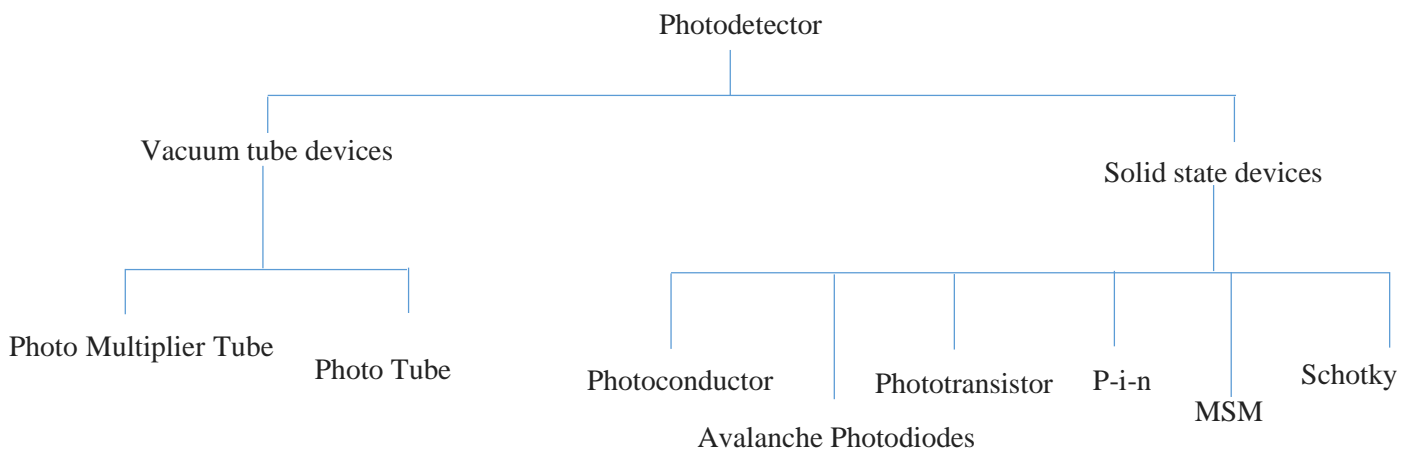 Photodetector
Vacuum tube devices
Solid state devices
Photo Multiplier Tube
Photo Tube
Photoconductor
Avalanche Photodiodes
Phototransistor
P-i-n
MSM
Schotky